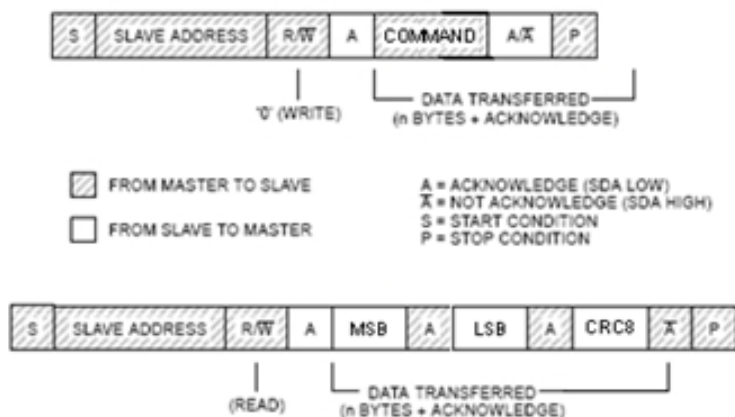 S SLAVE ADDRESS R/W̅ A COMMAND A/A̅ P
'0' (WRITE)
DATA TRANSFERRED
(n BYTES + ACKNOWLEDGE)
FROM MASTER TO SLAVE
FROM SLAVE TO MASTER
A = ACKNOWLEDGE (SDA LOW)
A̅ = NOT ACKNOWLEDGE (SDA HIGH)
S = START CONDITION
P = STOP CONDITION
S SLAVE ADDRESS R/W̅ A MSB A LSB A CRC8 A̅ P
(READ)
DATA TRANSFERRED
(n BYTES + ACKNOWLEDGE)